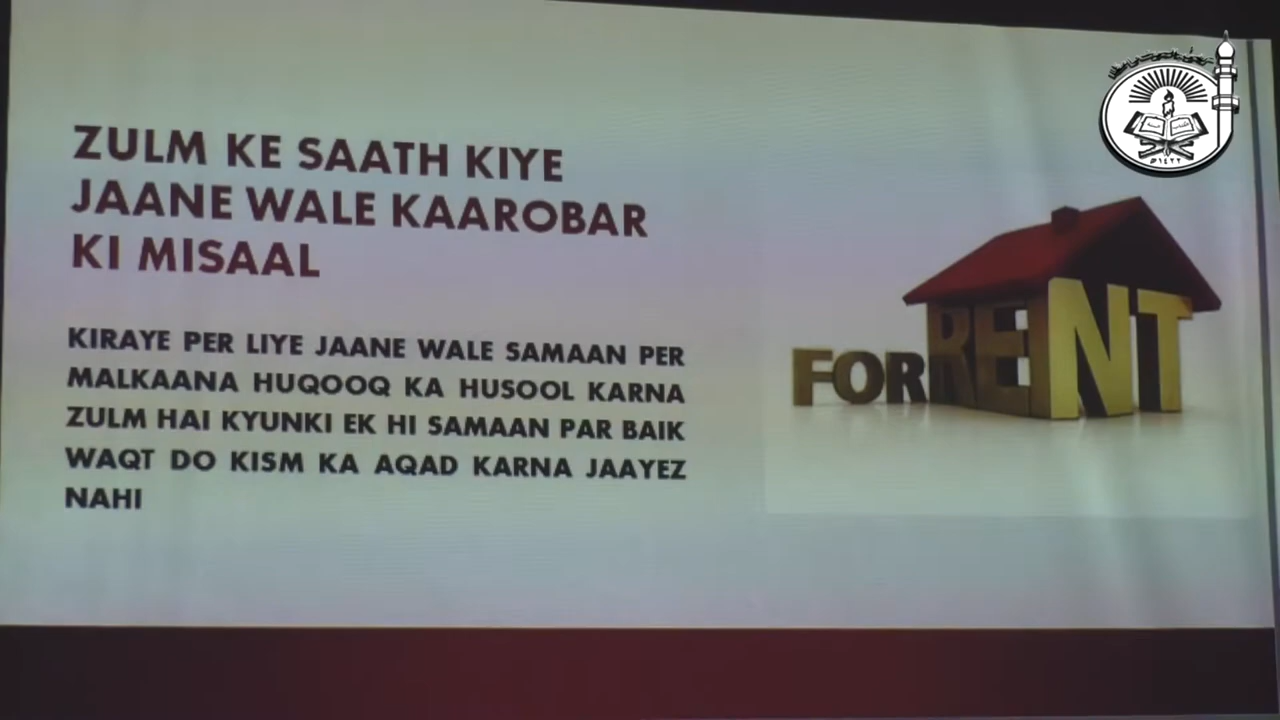 ZULM KE SAATH KIYE
JAANE WALE KAAROBAR
KI MISAAL
KIRAYE PER LIYE JAANE WALE SAMAAN PER
MALKAANA HUQOOQ KA HUSOOL KARNA
ZULM HAI KYUNKI EK HI SAMAAN PAR BAIK
WAQT DO KISM KA AQAD KARNA JAAYEZ
NAHI
FOR RENT
١٤٢٢